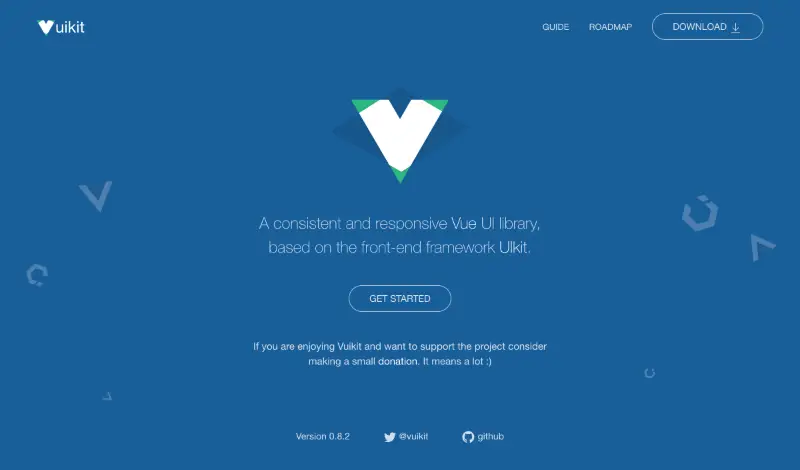 Vuikit
GUIDE
ROADMAP
DOWNLOAD
A consistent and responsive Vue UI library,
based on the front-end framework UIkit.
GET STARTED
If you are enjoying Vuikit and want to support the project consider
making a small donation. It means a lot :)
Version 0.8.2
@vuikit
github